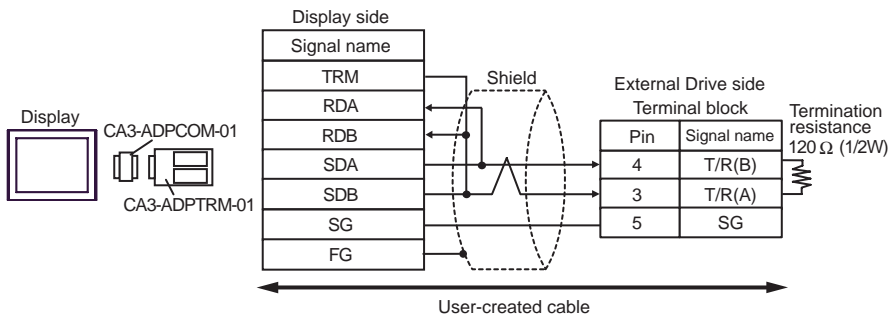 Display side
Signal name
TRM
RDA
RDB
SDA
SDB
SG
FG
Display
CA3-ADPCOM-01
CA3-ADPTRM-01
Shield
External Drive side
Terminal block
Pin Signal name
4 T/R(B)
3 T/R(A)
5 SG
Termination
resistance
120 Ω (1/2W)
User-created cable